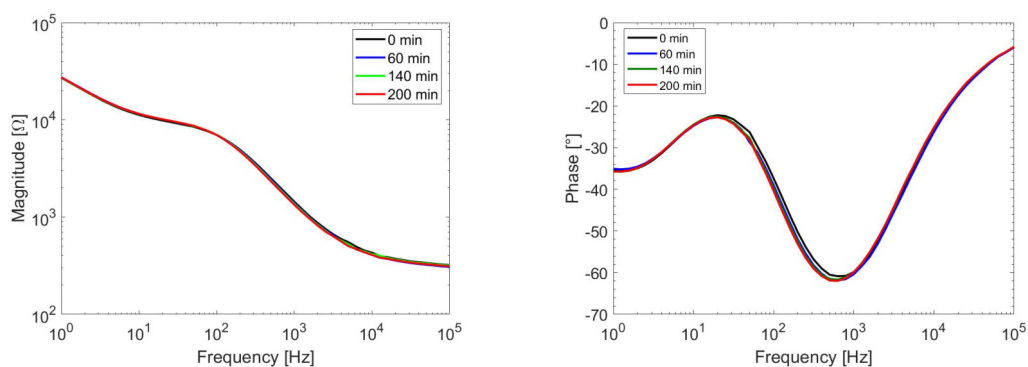 10^5
10^4
10^3
10^2
Magnitude [Ω]
0 min
60 min
140 min
200 min
10^0 10^1 10^2 10^3 10^4 10^5
Frequency [Hz]
0
-10
-20
-30
-40
-50
-60
-70
Phase [°]
0 min
60 min
140 min
200 min
10^0 10^1 10^2 10^3 10^4 10^5
Frequency [Hz]